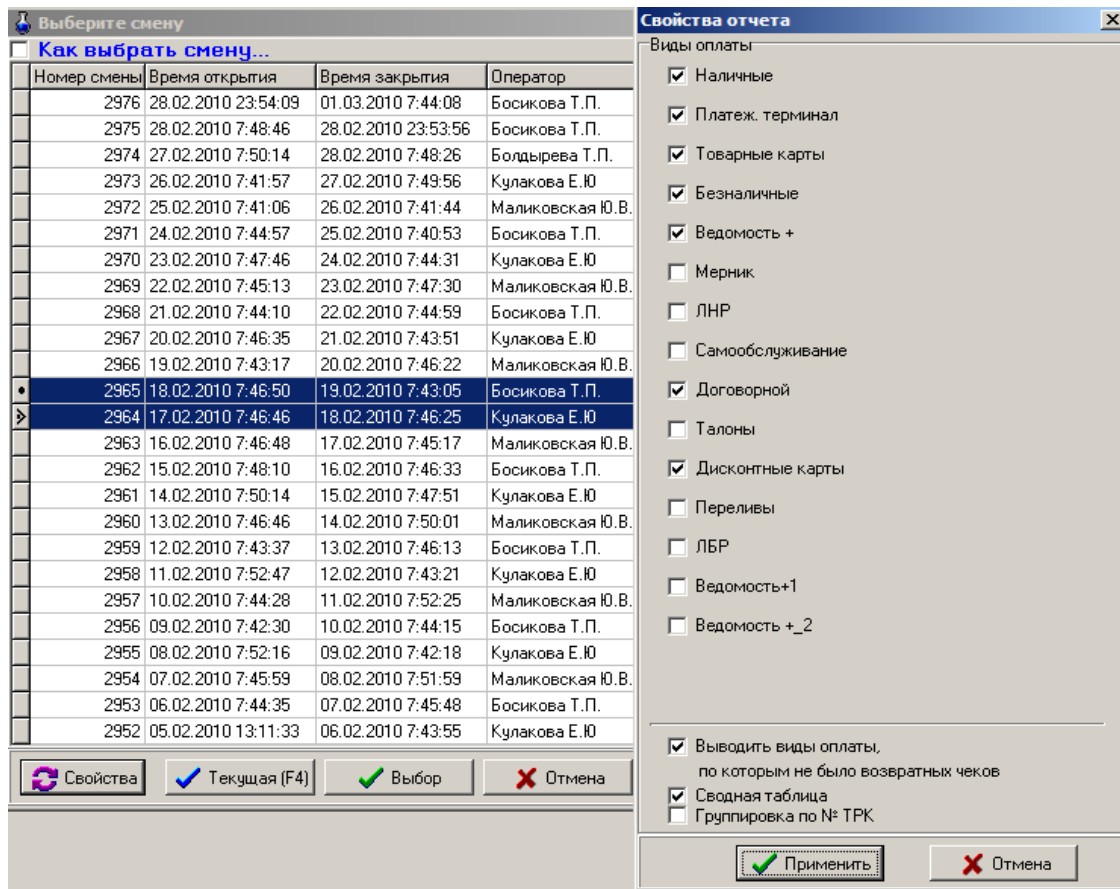 Выберите смену
Как выбрать смену...
Номер смены Время открытия Время закрытия Оператор
2976 28.02.2010 23:54:09 01.03.2010 7:44:08 Босикова Т.П.
2975 28.02.2010 7:48:46 28.02.2010 23:53:56 Босикова Т.П.
2974 27.02.2010 7:50:14 28.02.2010 7:48:26 Болдырева Т.П.
2973 26.02.2010 7:41:57 27.02.2010 7:49:56 Кулакова Е.Ю
2972 25.02.2010 7:41:06 26.02.2010 7:41:44 Маликовская Ю.В.
2971 24.02.2010 7:44:57 25.02.2010 7:40:53 Босикова Т.П.
2970 23.02.2010 7:47:46 24.02.2010 7:44:31 Кулакова Е.Ю
2969 22.02.2010 7:45:13 23.02.2010 7:47:30 Маликовская Ю.В.
2968 21.02.2010 7:44:10 22.02.2010 7:44:59 Босикова Т.П.
2967 20.02.2010 7:46:35 21.02.2010 7:43:51 Кулакова Е.Ю
2966 19.02.2010 7:43:17 20.02.2010 7:46:22 Маликовская Ю.В.
2965 18.02.2010 7:46:50 19.02.2010 7:43:05 Босикова Т.П.
2964 17.02.2010 7:46:46 18.02.2010 7:46:25 Кулакова Е.Ю
2963 16.02.2010 7:46:48 17.02.2010 7:45:17 Маликовская Ю.В.
2962 15.02.2010 7:48:10 16.02.2010 7:46:33 Босикова Т.П.
2961 14.02.2010 7:50:14 15.02.2010 7:47:51 Кулакова Е.Ю
2960 13.02.2010 7:46:46 14.02.2010 7:50:01 Маликовская Ю.В.
2959 12.02.2010 7:43:37 13.02.2010 7:46:13 Босикова Т.П.
2958 11.02.2010 7:52:47 12.02.2010 7:43:21 Кулакова Е.Ю
2957 10.02.2010 7:44:28 11.02.2010 7:52:25 Маликовская Ю.В.
2956 09.02.2010 7:42:30 10.02.2010 7:44:15 Босикова Т.П.
2955 08.02.2010 7:52:16 09.02.2010 7:42:18 Кулакова Е.Ю
2954 07.02.2010 7:45:59 08.02.2010 7:51:59 Маликовская Ю.В.
2953 06.02.2010 7:44:35 07.02.2010 7:45:48 Босикова Т.П.
2952 05.02.2010 13:11:33 06.02.2010 7:43:55 Кулакова Е.Ю
Свойства Текущая (F4) Выбор Отмена
Свойства отчета
Виды оплаты
Наличные
Платеж. терминал
Товарные карты
Безналичные
Ведомость +
Мерник
ЛНР
Самообслуживание
Договорной
Талоны
Дисконтные карты
Переливы
ЛБР
Ведомость+1
Ведомость +_2
Выводить виды оплаты,
по которым не было возвратных чеков
Сводная таблица
Группировка по № ТРК
Применить Отмена